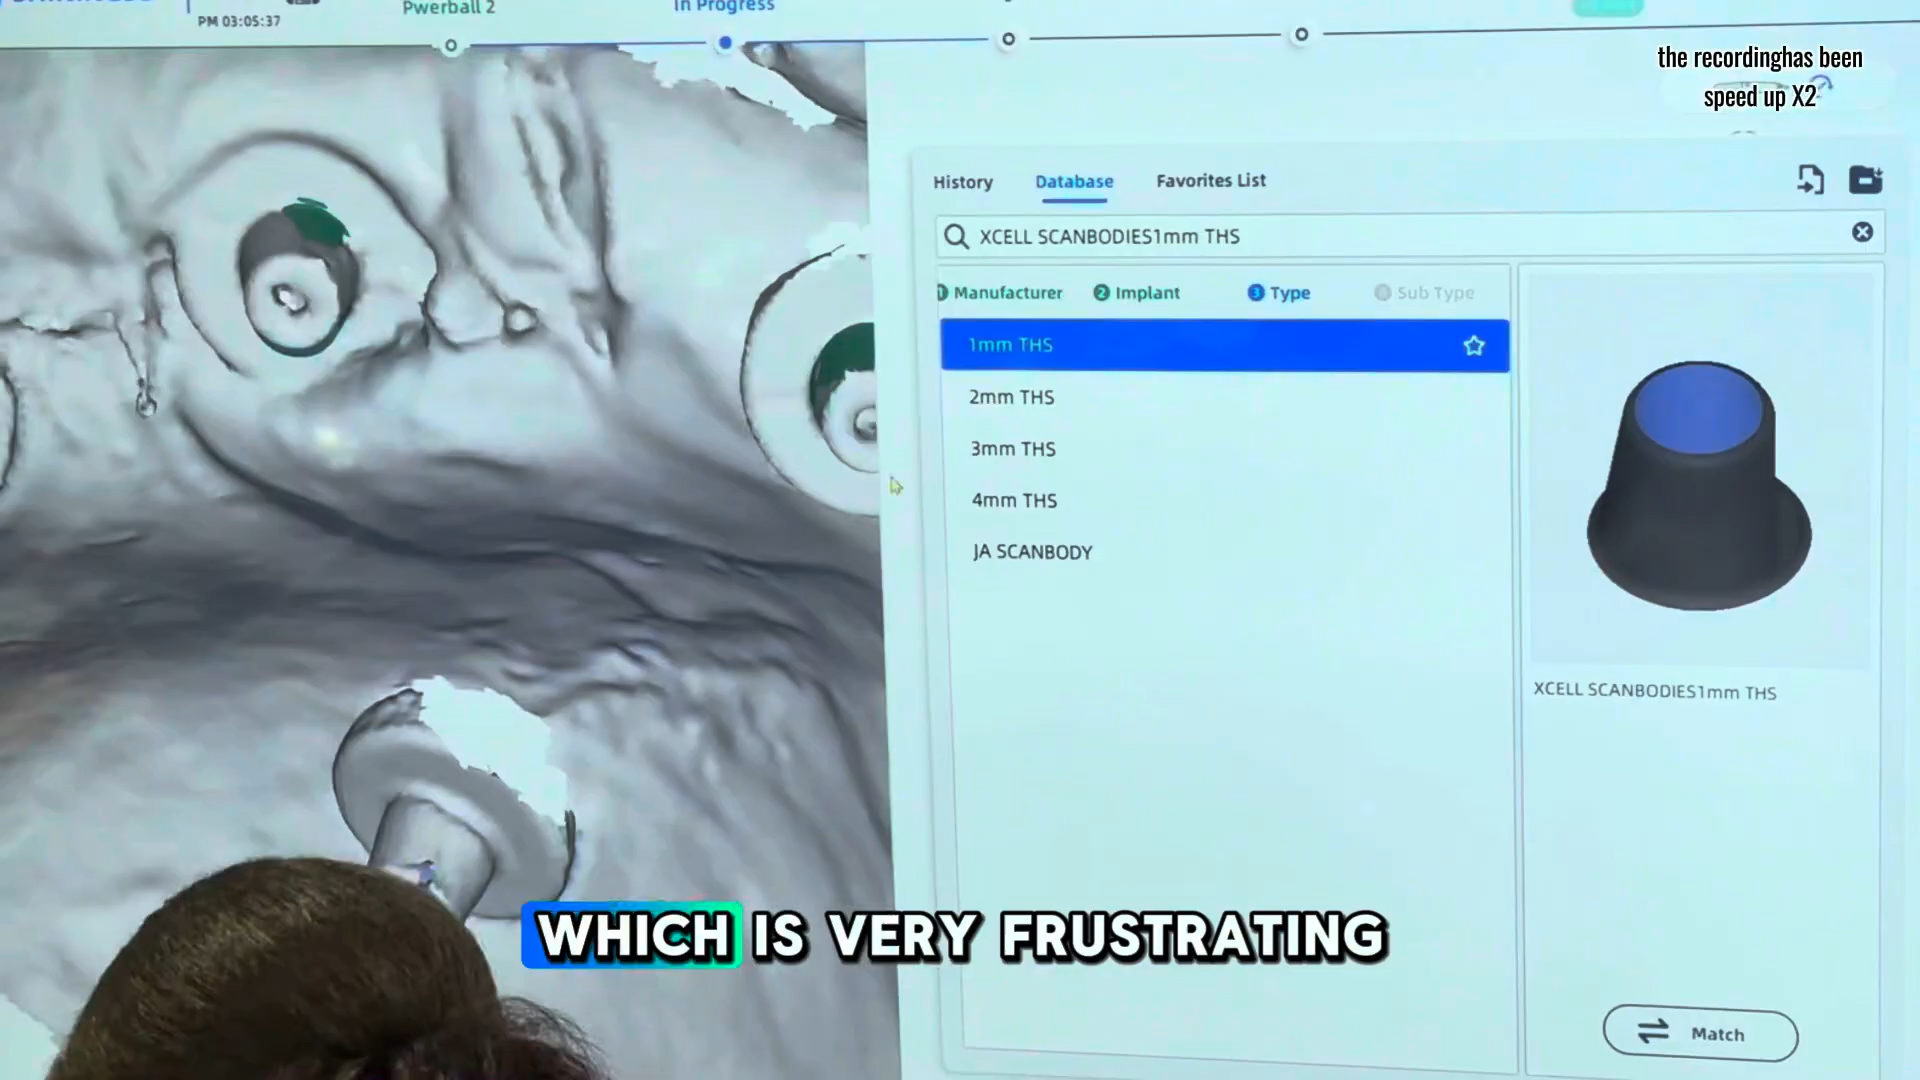 PM 03:05:37
Pwerball 2
In Progress
the recordinghas been
speed up X2
History
Database
Favorites List
XCELL SCANBODIES1mm THS
1 Manufacturer
2 Implant
3 Type
Sub Type
1mm THS
2mm THS
3mm THS
4mm THS
JA SCANBODY
XCELL SCANBODIES1mm THS
WHICH IS VERY FRUSTRATING
Match